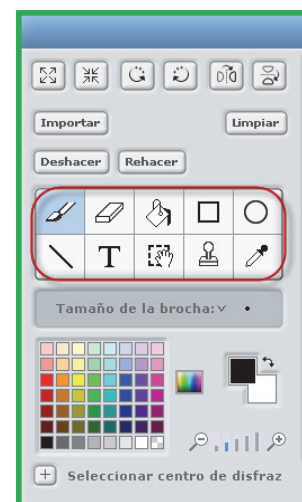 Importar Limpiar
Deshacer Rehacer
T
Tamaño de la brocha:
Seleccionar centro de disfraz